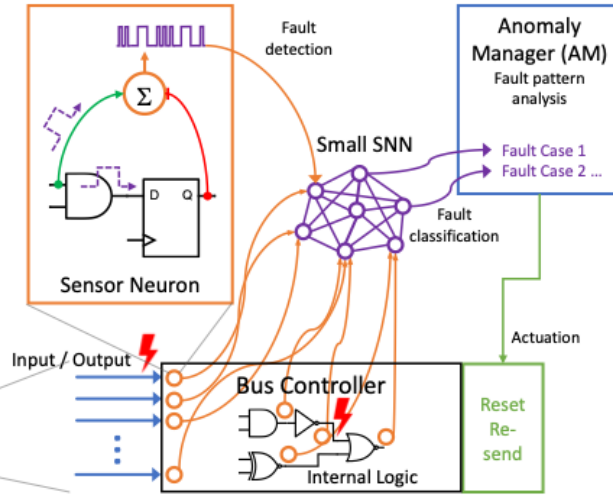 Fault
detection
Anomaly
Manager (AM)
Fault pattern
analysis
Σ
Small SNN
Fault Case 1
Fault Case 2 ...
D Q
Fault
classification
Sensor Neuron
Actuation
Input / Output
Bus Controller
Reset
Re-
send
Internal Logic